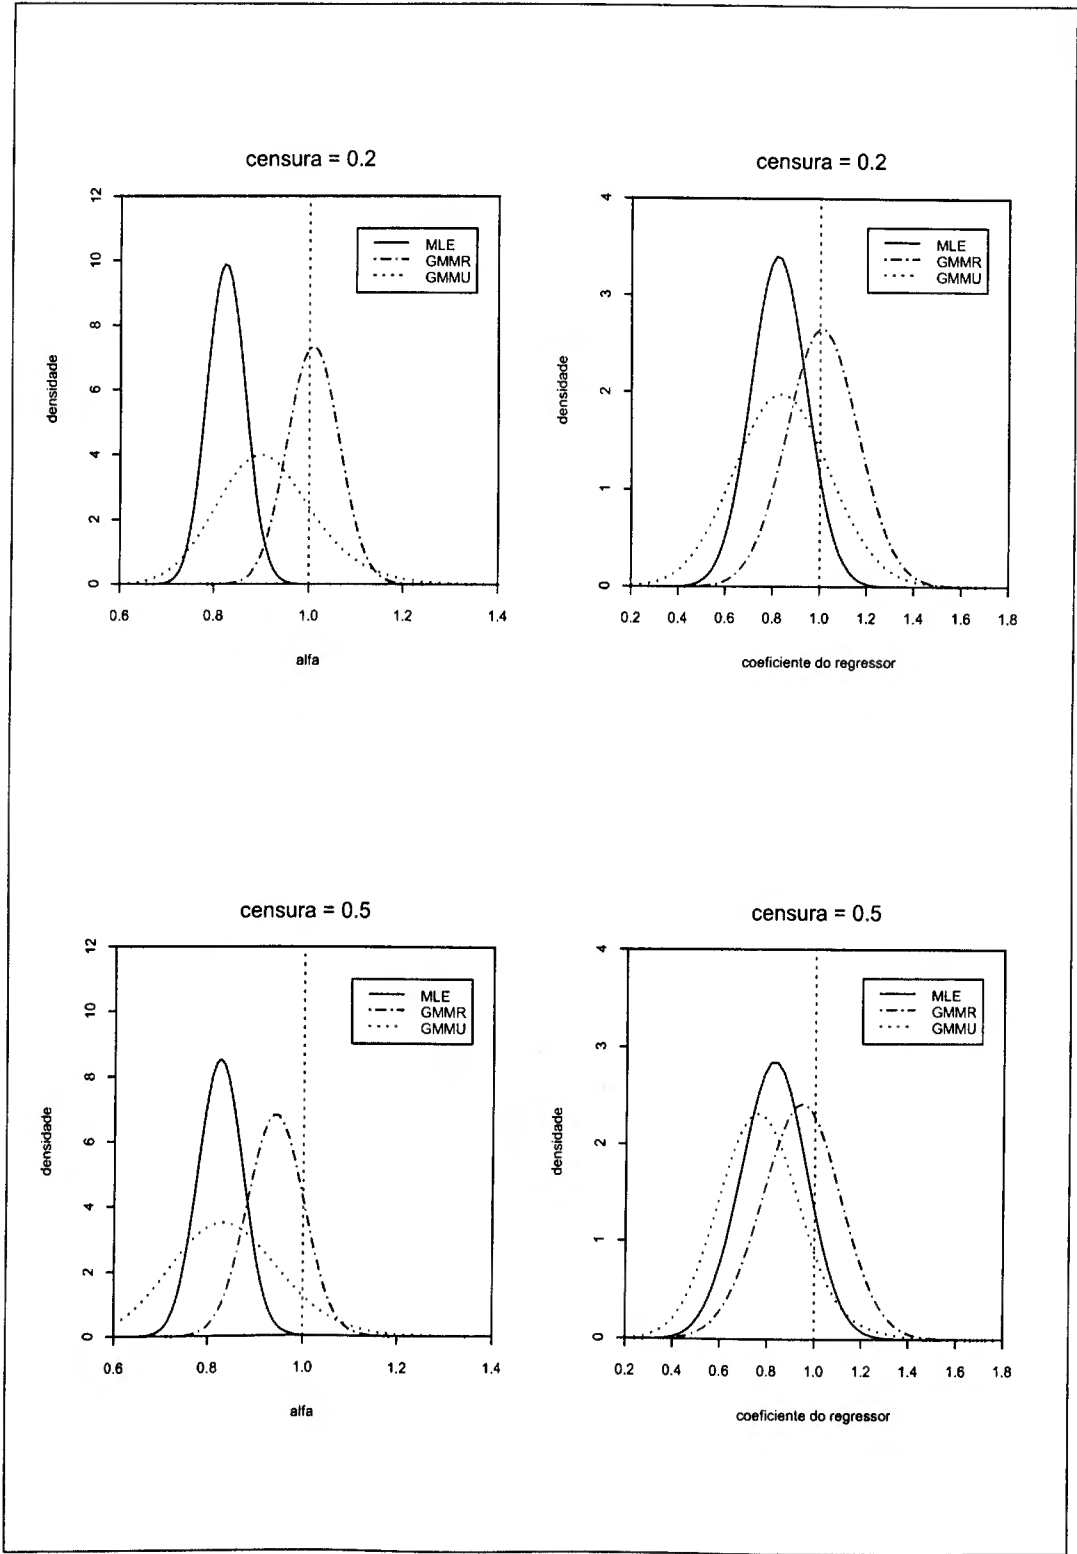 censura = 0.2
densidade
12
10
8
6
4
2
0
MLE
GMMR
GMMU
0.6 0.8 1.0 1.2 1.4
alfa
censura = 0.2
densidade
4
3
2
1
0
MLE
GMMR
GMMU
0.2 0.4 0.6 0.8 1.0 1.2 1.4 1.6 1.8
coeficiente do regressor
censura = 0.5
densidade
12
10
8
6
4
2
0
MLE
GMMR
GMMU
0.6 0.8 1.0 1.2 1.4
alfa
censura = 0.5
densidade
4
3
2
1
0
MLE
GMMR
GMMU
0.2 0.4 0.6 0.8 1.0 1.2 1.4 1.6 1.8
coeficiente do regressor